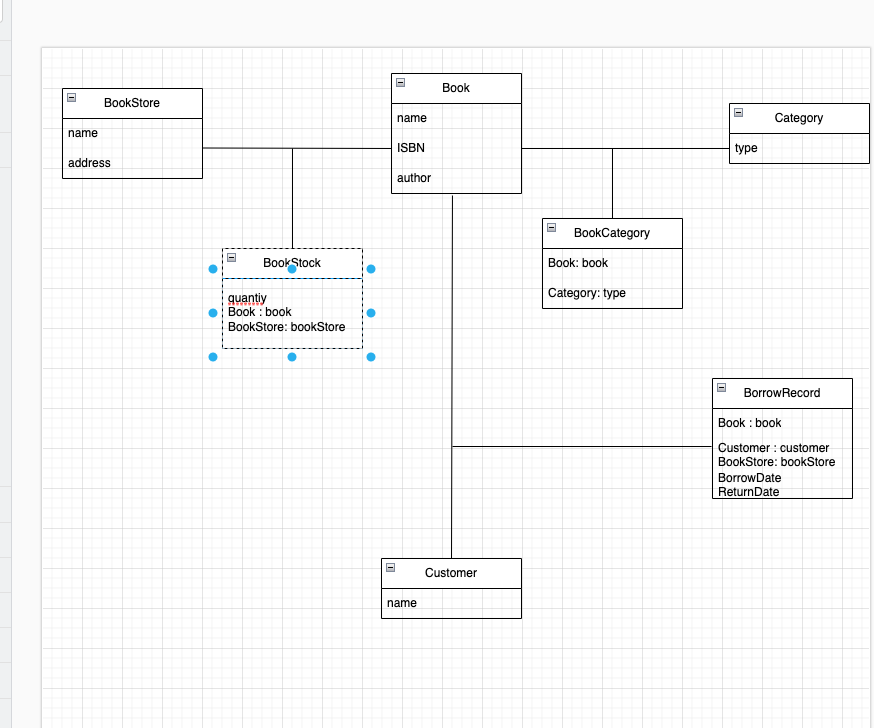 BookStore
name
address
Book
name
ISBN
author
Category
type
BookStock
quantiy
Book : book
BookStore: bookStore
BookCategory
Book: book
Category: type
BorrowRecord
Book : book
Customer : customer
BookStore: bookStore
BorrowDate
ReturnDate
Customer
name